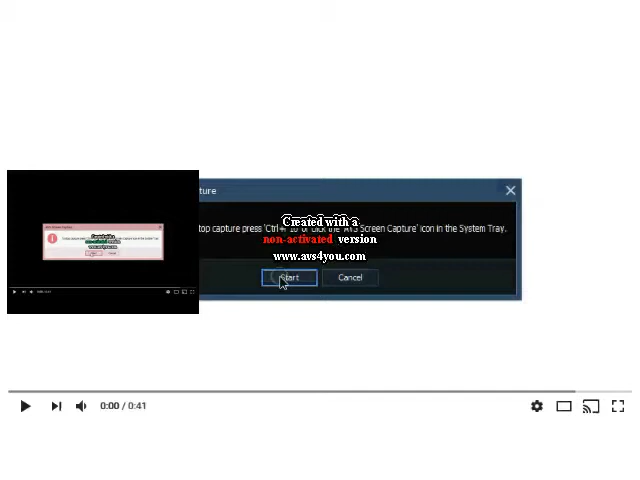 ture
top capture press 'Ctrl+F10' or click the 'AVS Screen Capture' icon in the System Tray.
Created with a
non-activated version
www.avs4you.com
Start
Cancel
0:00 / 0:41